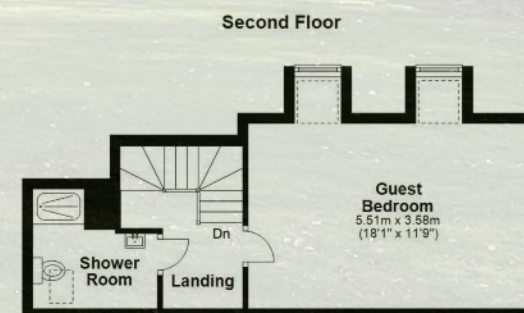 Second Floor
Guest
Bedroom
5.51m x 3.58m
(18'1" x 11'9")
Dn
Shower
Room
Landing